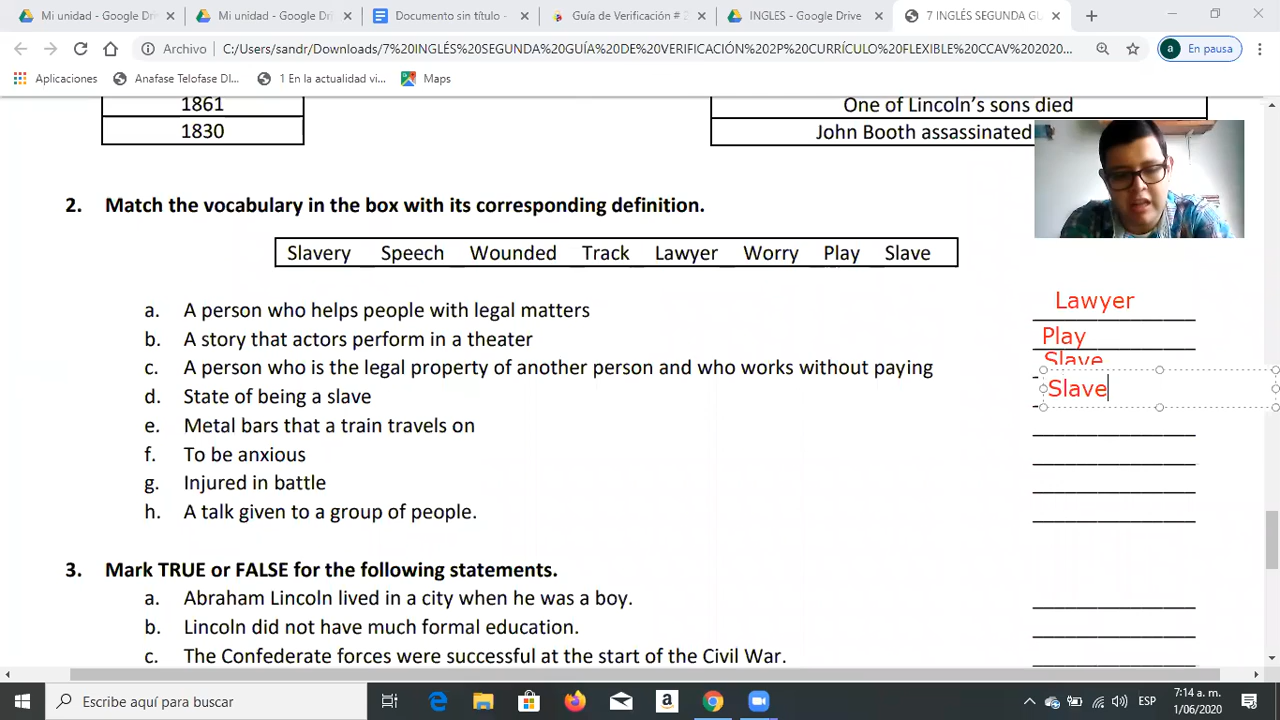 Mi unidad - Google Dri
Mi unidad - Google Dri
Documento sin título -
Guía de Verificación # 2
INGLES - Google Drive
7 INGLÉS SEGUNDA GU
Archivo
C:/Users/sandr/Downloads/7%20INGLÉS%20SEGUNDA%20GUÍA%20DE%20VERIFICACIÓN%202P%20CURRÍCULO%20FLEXIBLE%20CCAV%202020...
a
En pausa
Aplicaciones
Anafase Telofase DI...
1 En la actualidad vi...
Maps
1861
One of Lincoln's sons died
1830
John Booth assassinated
2. Match the vocabulary in the box with its corresponding definition.
Slavery Speech Wounded Track Lawyer Worry Play Slave
a. A person who helps people with legal matters
Lawyer
b. A story that actors perform in a theater
Play
c. A person who is the legal property of another person and who works without paying
Slave
d. State of being a slave
Slave
e. Metal bars that a train travels on
f. To be anxious
g. Injured in battle
h. A talk given to a group of people.
3. Mark TRUE or FALSE for the following statements.
a. Abraham Lincoln lived in a city when he was a boy.
b. Lincoln did not have much formal education.
c. The Confederate forces were successful at the start of the Civil War.
Escribe aquí para buscar
ESP
7:14 a. m.
1/06/2020